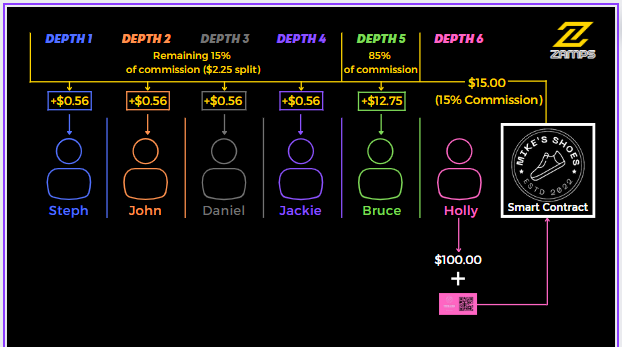 DEPTH 1
DEPTH 2
DEPTH 3
DEPTH 4
DEPTH 5
DEPTH 6
ZAMPS
Remaining 15%
of commission ($2.25 split)
85%
of commission
$15.00
(15% Commission)
+$0.56
+$0.56
+$0.56
+$0.56
+$12.75
MIKE'S SHOES
ESTD 2022
Smart Contract
Steph
John
Daniel
Jackie
Bruce
Holly
$100.00
+